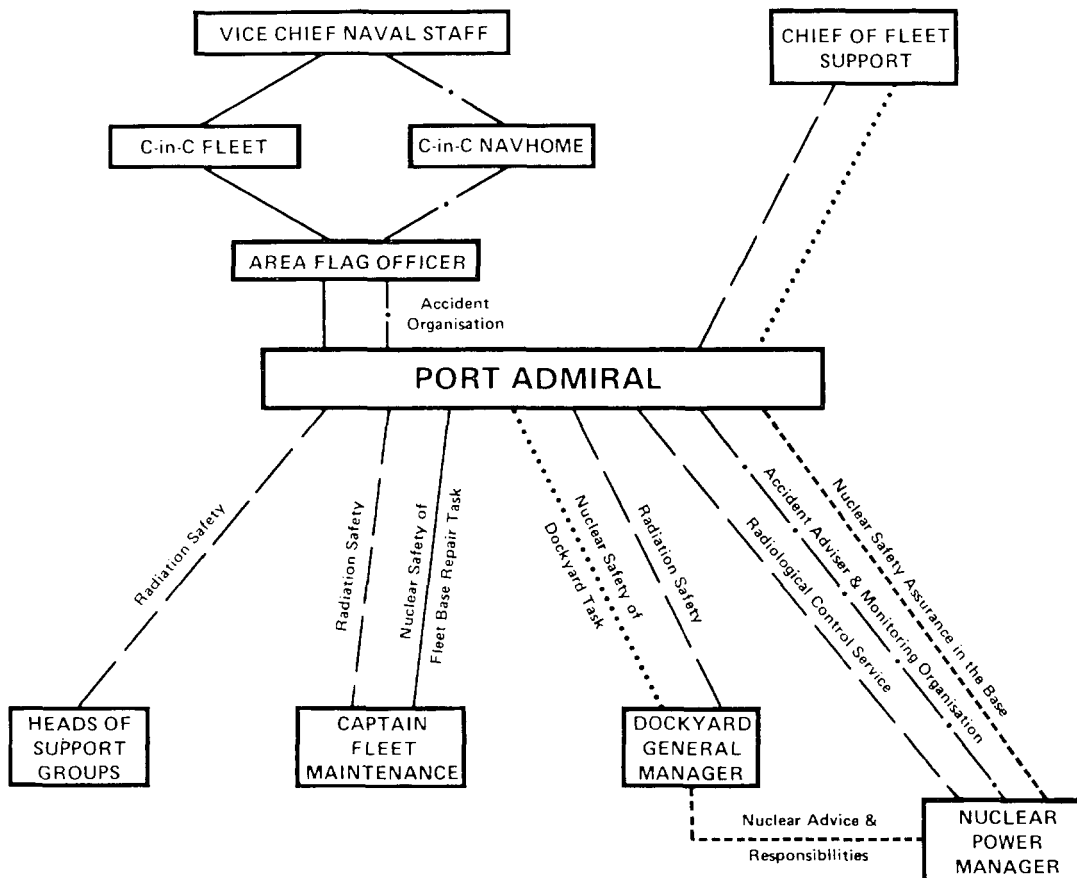 VICE CHIEF NAVAL STAFF
CHIEF OF FLEET
SUPPORT
C-in-C FLEET
C-in-C NAVHOME
AREA FLAG OFFICER
Accident
Organisation
PORT ADMIRAL
Radiation Safety
Radiation Safety
Nuclear Safety of
Fleet Base Repair Task
Nuclear Safety of
Dockyard Task
Radiation Safety
Radiological Control Service
Accident Adviser & Monitoring Organisation
Nuclear Safety Assurance in the Base
HEADS OF
SUPPORT
GROUPS
CAPTAIN
FLEET
MAINTENANCE
DOCKYARD
GENERAL
MANAGER
Nuclear Advice &
Responsibilities
NUCLEAR
POWER
MANAGER